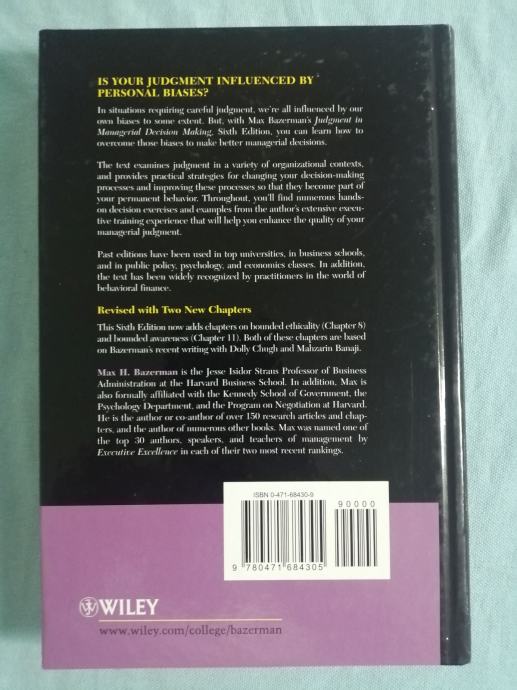 IS YOUR JUDGMENT INFLUENCED BY
PERSONAL BIASES?
In situations requiring careful judgment, we're all influenced by our
own biases to some extent. But, with Max Bazerman's Judgment in
Managerial Decision Making, Sixth Edition, you can learn how to
overcome those biases to make better managerial decisions.
The text examines judgment in a variety of organizational contexts,
and provides practical strategies for changing your decision-making
processes and improving these processes so that they become part of
your permanent behavior. Throughout, you'll find numerous hands-
on decision exercises and examples from the author's extensive execu-
tive training experience that will help you enhance the quality of your
managerial judgment.
Past editions have been used in top universities, in business schools,
and in public policy, psychology, and economics classes. In addition,
the text has been widely recognized by practitioners in the world of
behavioral finance.
Revised with Two New Chapters
This Sixth Edition now adds chapters on bounded ethicality (Chapter 8)
and bounded awareness (Chapter 11). Both of these chapters are based
on Bazerman's recent writing with Dolly Chugh and Mahzarin Banaji.
Max H. Bazerman is the Jesse Isidor Straus Professor of Business
Administration at the Harvard Business School. In addition, Max is
also formally affiliated with the Kennedy School of Government, the
Psychology Department, and the Program on Negotiation at Harvard.
He is the author or co-author of over 150 research articles and chap-
ters, and the author of numerous other books. Max was named one of
the top 30 authors, speakers, and teachers of management by
Executive Excellence in each of their two most recent rankings.
ISBN 0-471-68430-9
90000
9 780471 684305
WILEY
www.wiley.com/college/bazerman